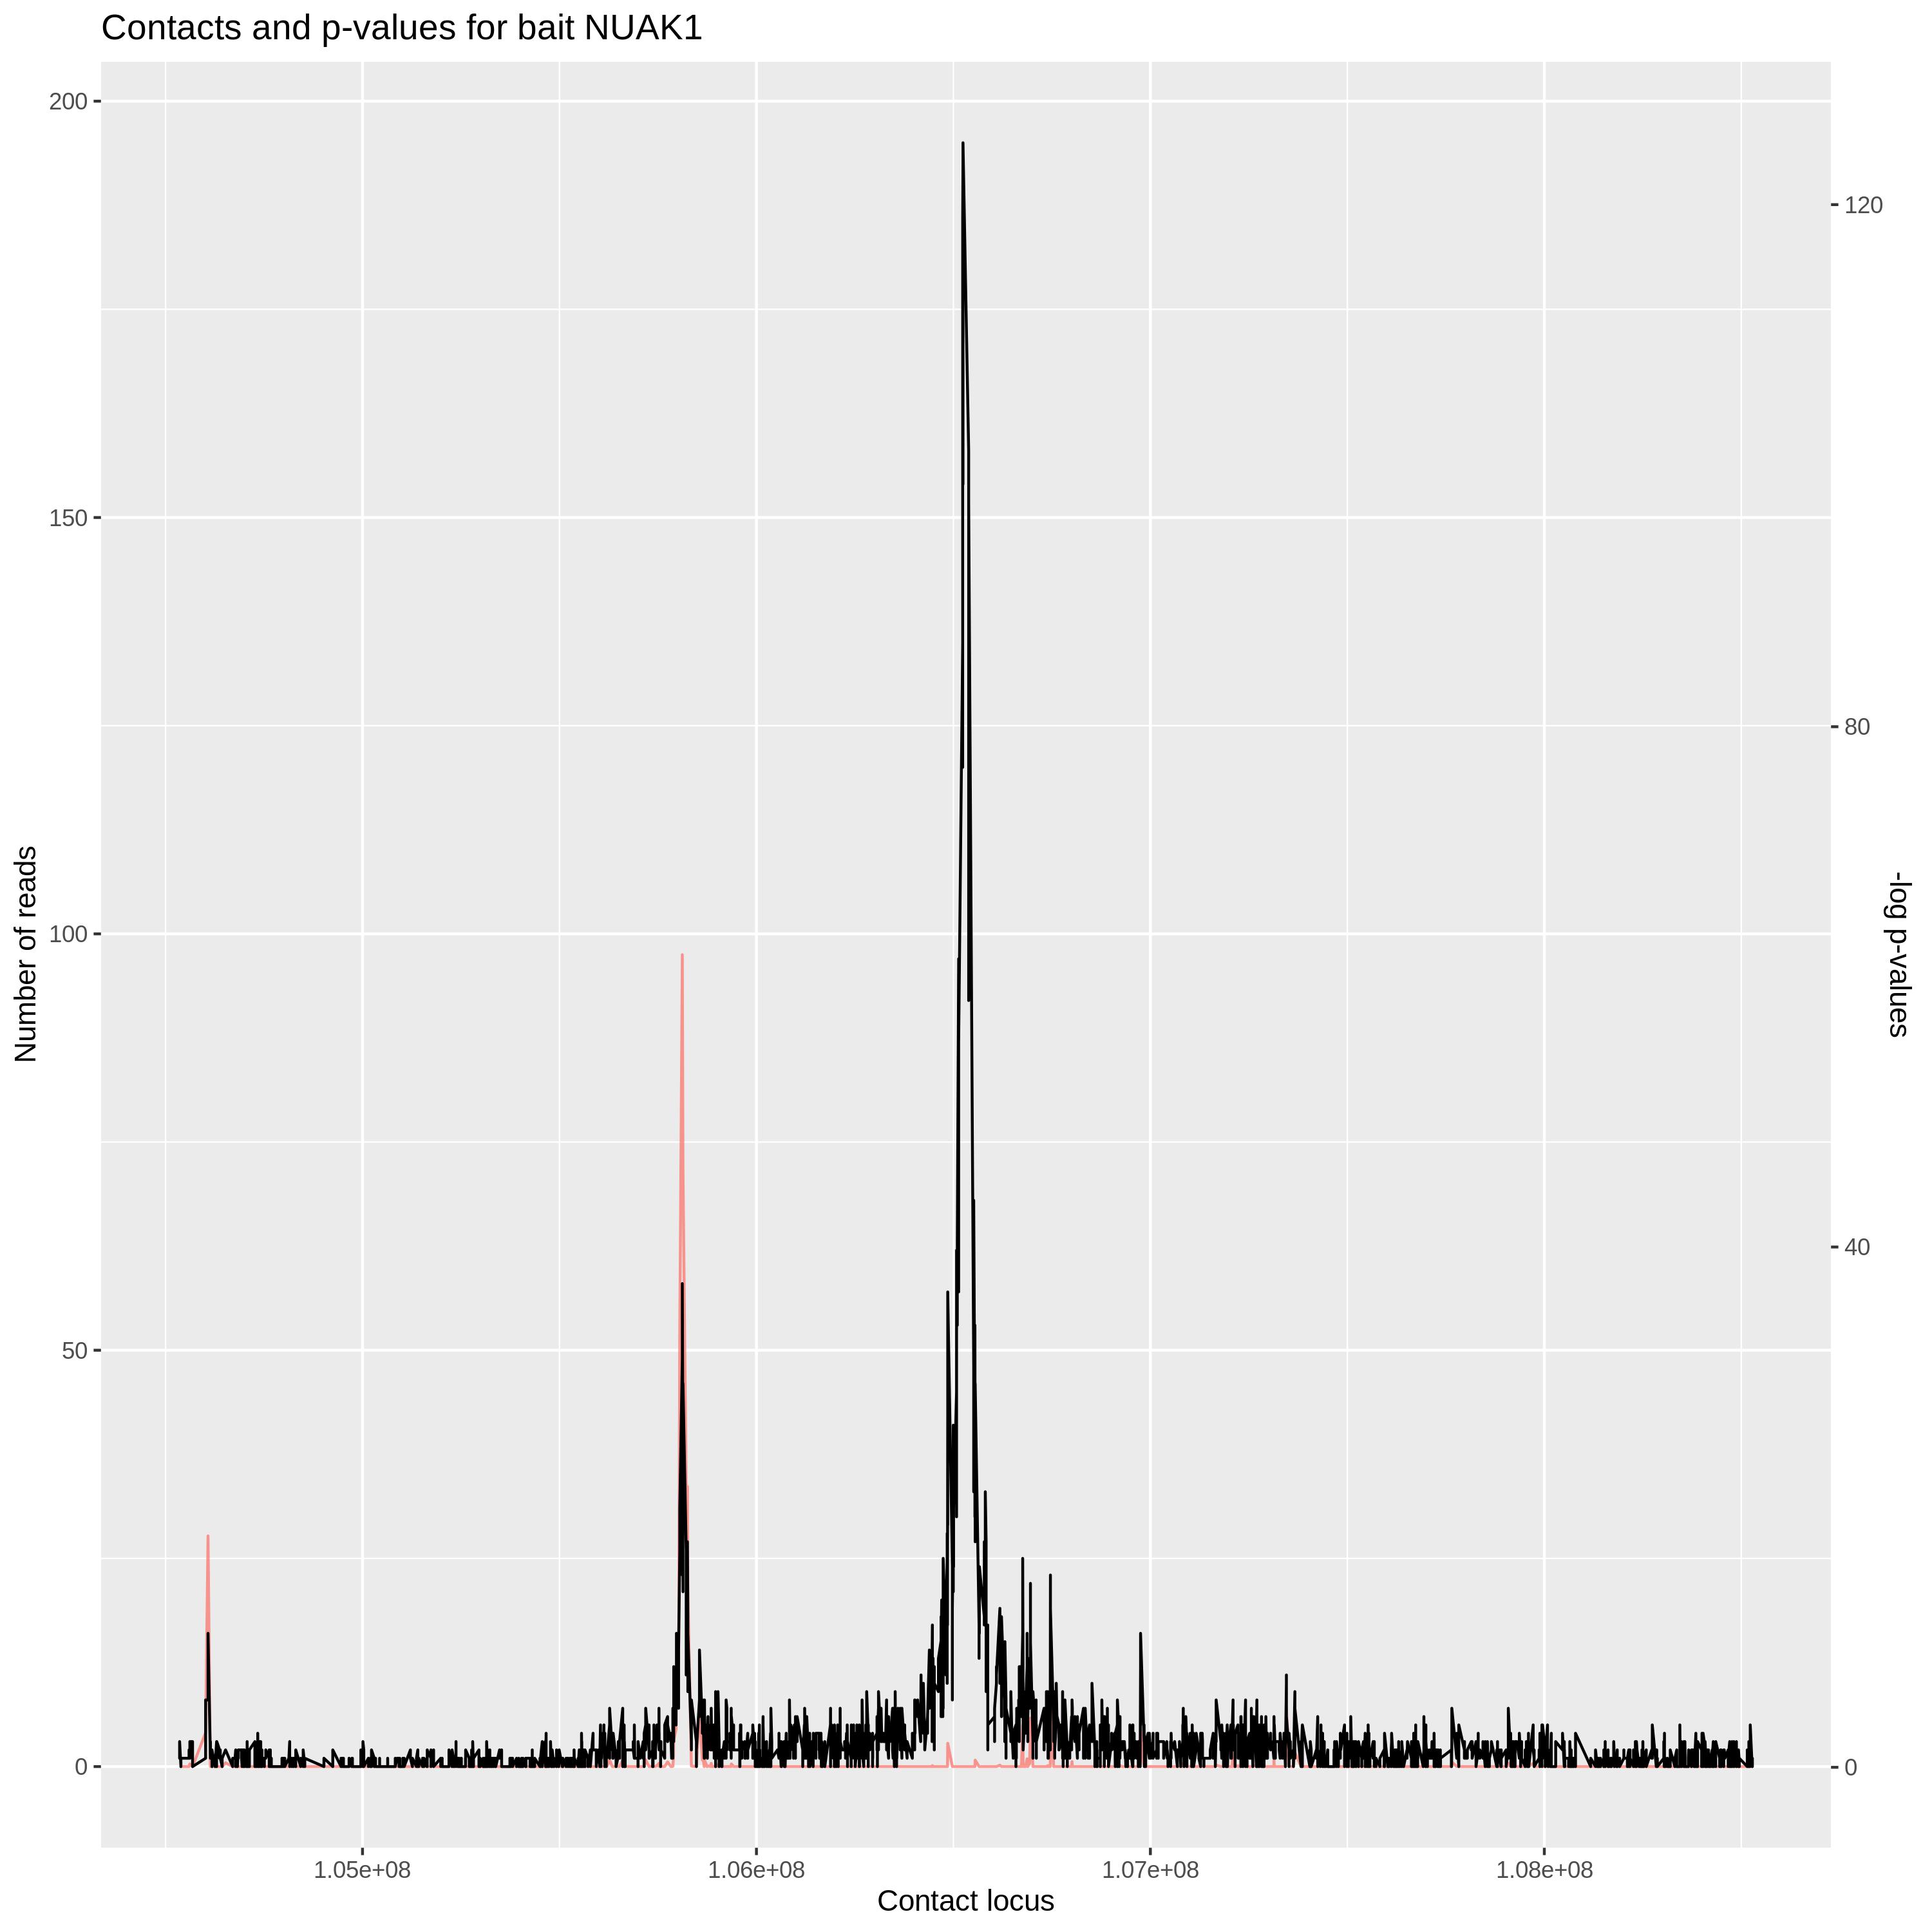 Contacts and p-values for bait NUAK1
200
150
100
50
0
Number of reads
120
80
40
0
-log p-values
1.05e+08
1.06e+08
1.07e+08
1.08e+08
Contact locus